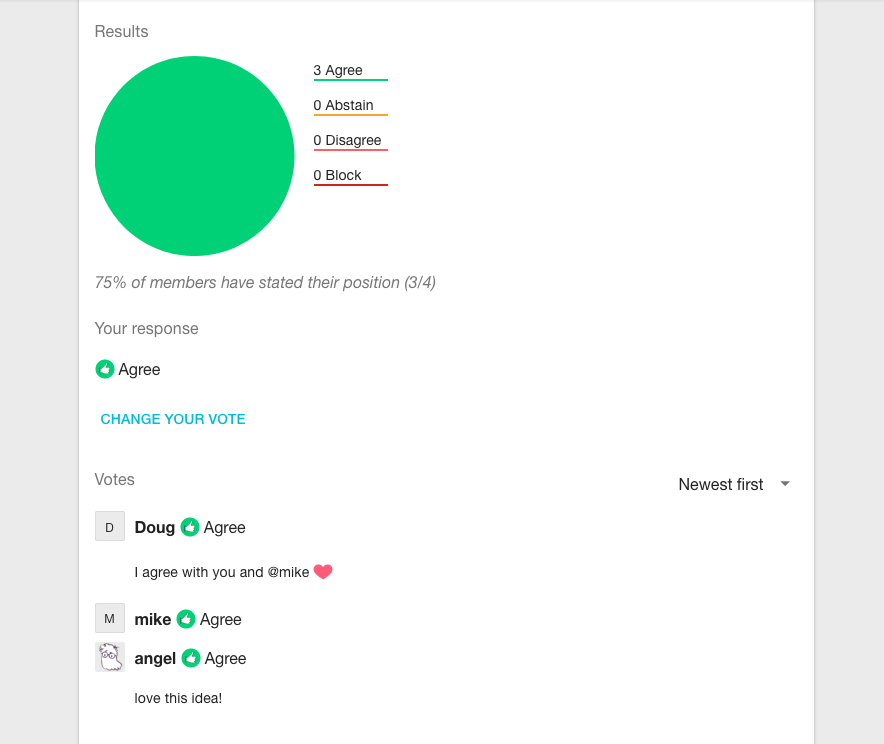 Results
3 Agree
0 Abstain
0 Disagree
0 Block
75% of members have stated their position (3/4)
Your response
Agree
CHANGE YOUR VOTE
Votes
Newest first
D
Doug Agree
I agree with you and @mike
M
mike Agree
angel Agree
love this idea!